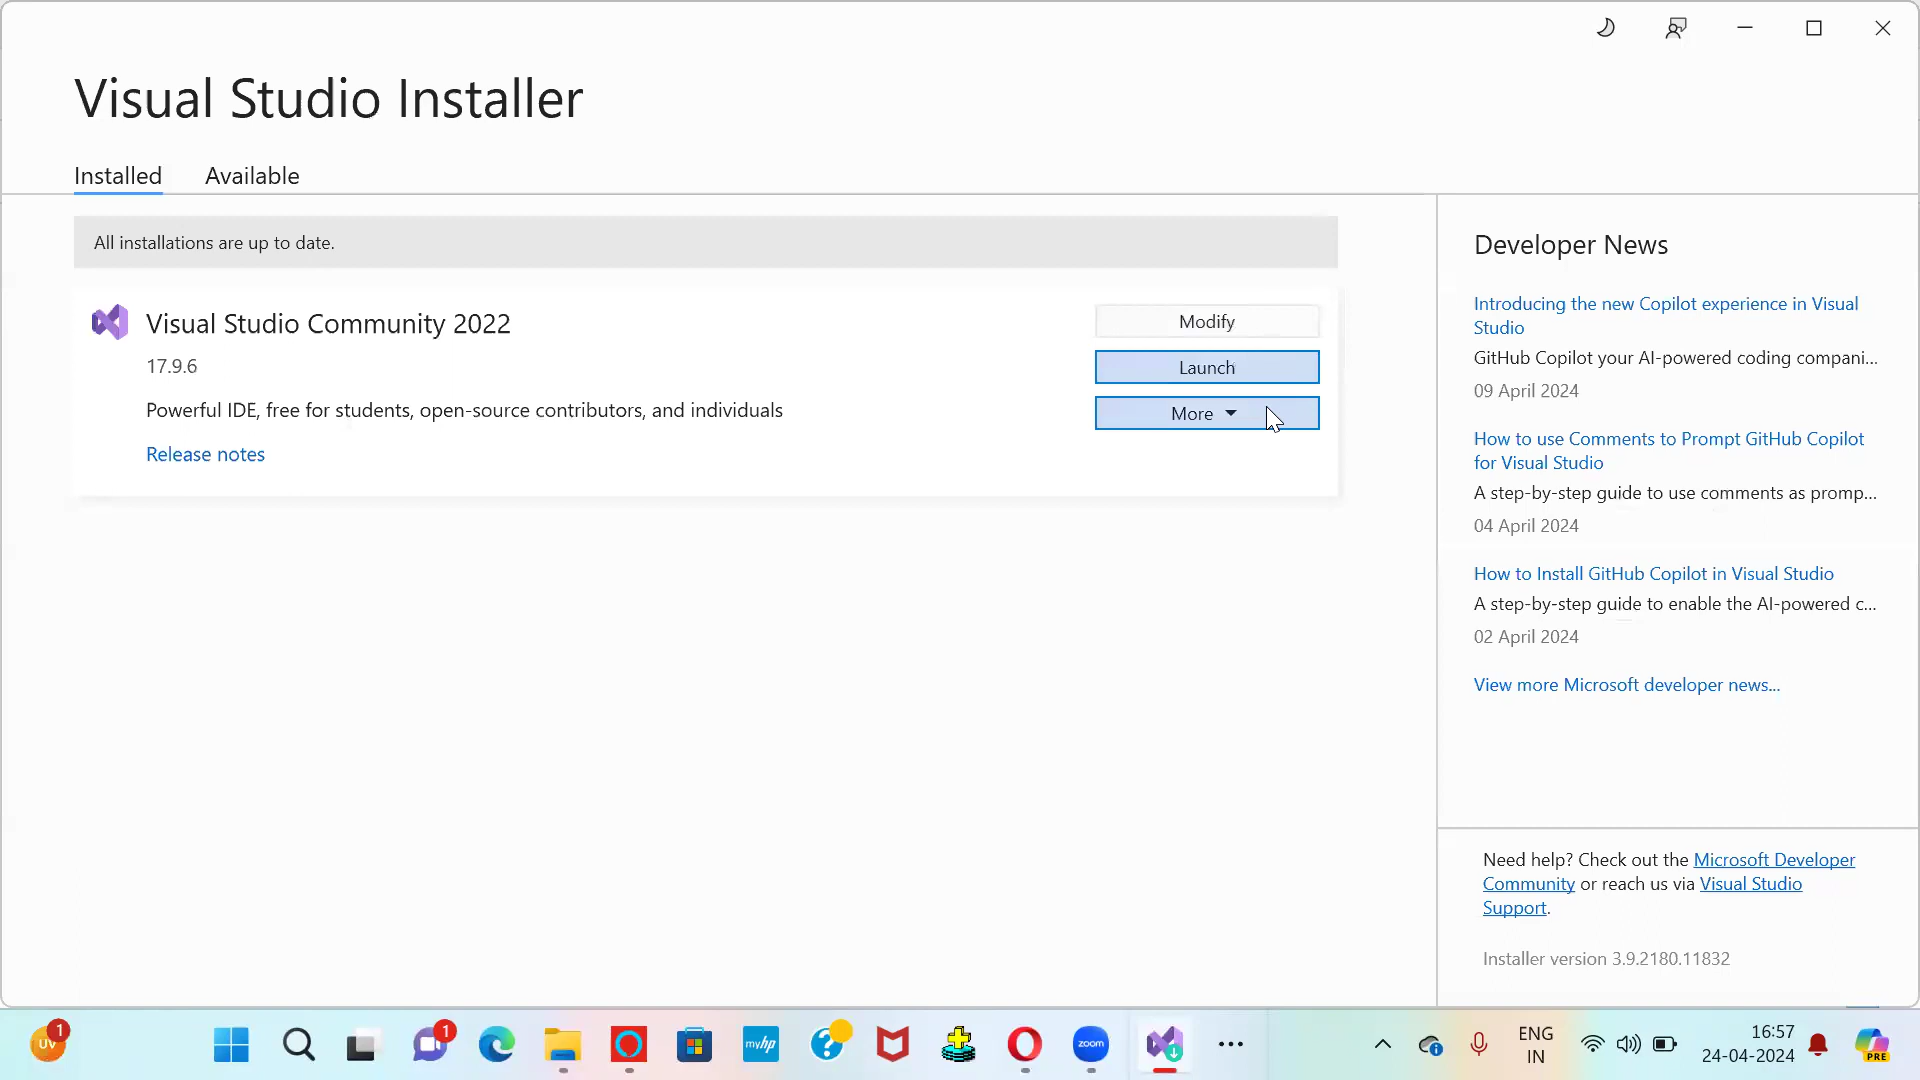 Visual Studio Installer
Installed
Available
All installations are up to date.
Visual Studio Community 2022
17.9.6
Powerful IDE, free for students, open-source contributors, and individuals
Release notes
Modify
Launch
More
Developer News
Introducing the new Copilot experience in Visual
Studio
GitHub Copilot your AI-powered coding compani...
09 April 2024
How to use Comments to Prompt GitHub Copilot
for Visual Studio
A step-by-step guide to use comments as promp...
04 April 2024
How to Install GitHub Copilot in Visual Studio
A step-by-step guide to enable the AI-powered c...
02 April 2024
View more Microsoft developer news...
Need help? Check out the Microsoft Developer
Community or reach us via Visual Studio
Support.
Installer version 3.9.2180.11832
UV
1
1
myhp
zoom
ENG
IN
16:57
24-04-2024
PRE